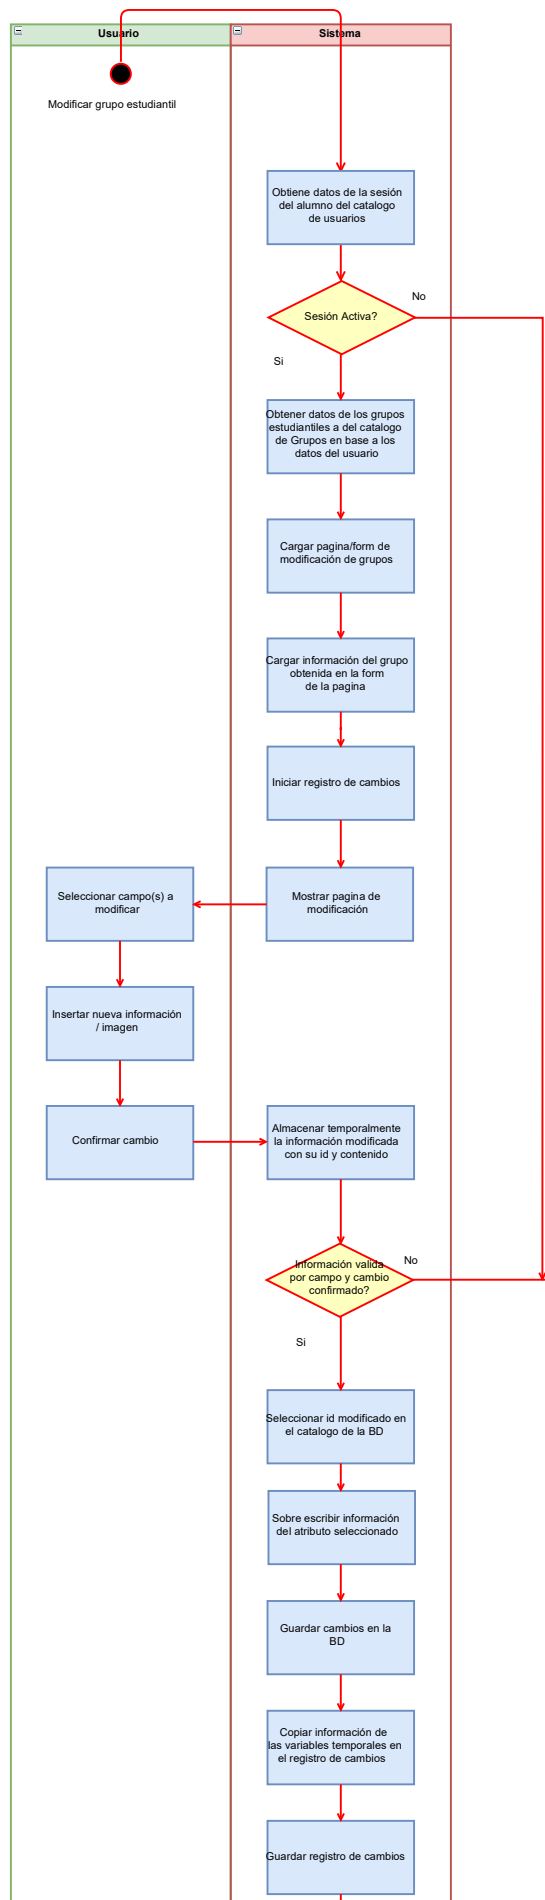 Usuario
Sistema
Modificar grupo estudiantil
Obtiene datos de la sesión
del alumno del catalogo
de usuarios
No
Sesión Activa?
Si
Obtener datos de los grupos
estudiantiles a del catalogo
de Grupos en base a los
datos del usuario
Cargar pagina/form de
modificación de grupos
Cargar información del grupo
obtenida en la form
de la pagina
Iniciar registro de cambios
Seleccionar campo(s) a
modificar
Mostrar pagina de
modificación
Insertar nueva información
/ imagen
Confirmar cambio
Almacenar temporalmente
la información modificada
con su id y contenido
No
Información valida
por campo y cambio
confirmado?
Si
Seleccionar id modificado en
el catalogo de la BD
Sobre escribir información
del atributo seleccionado
Guardar cambios en la
BD
Copiar información de
las variables temporales en
el registro de cambios
Guardar registro de cambios